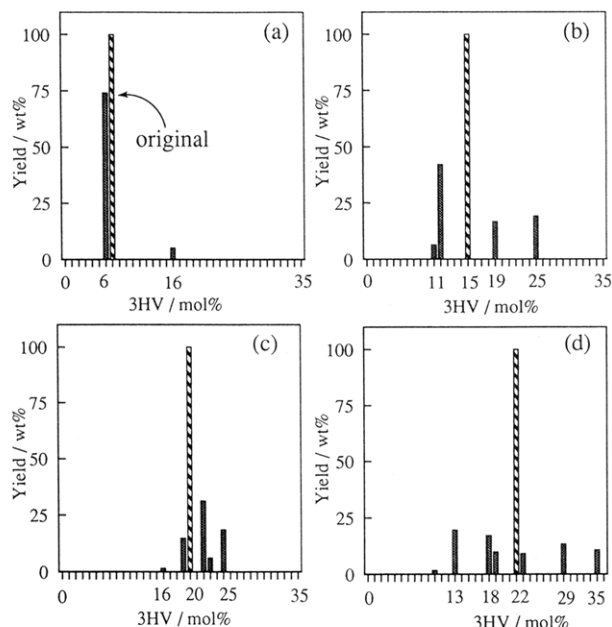 (a)
100
75
50
25
0
Yield / wt%
original
0 6 16 35
3HV / mol%
(b)
100
75
50
25
0
Yield / wt%
0 11 15 19 25 35
3HV / mol%
(c)
100
75
50
25
0
Yield / wt%
0 16 20 25 35
3HV / mol%
(d)
100
75
50
25
0
Yield / wt%
0 13 18 22 29 35
3HV / mol%